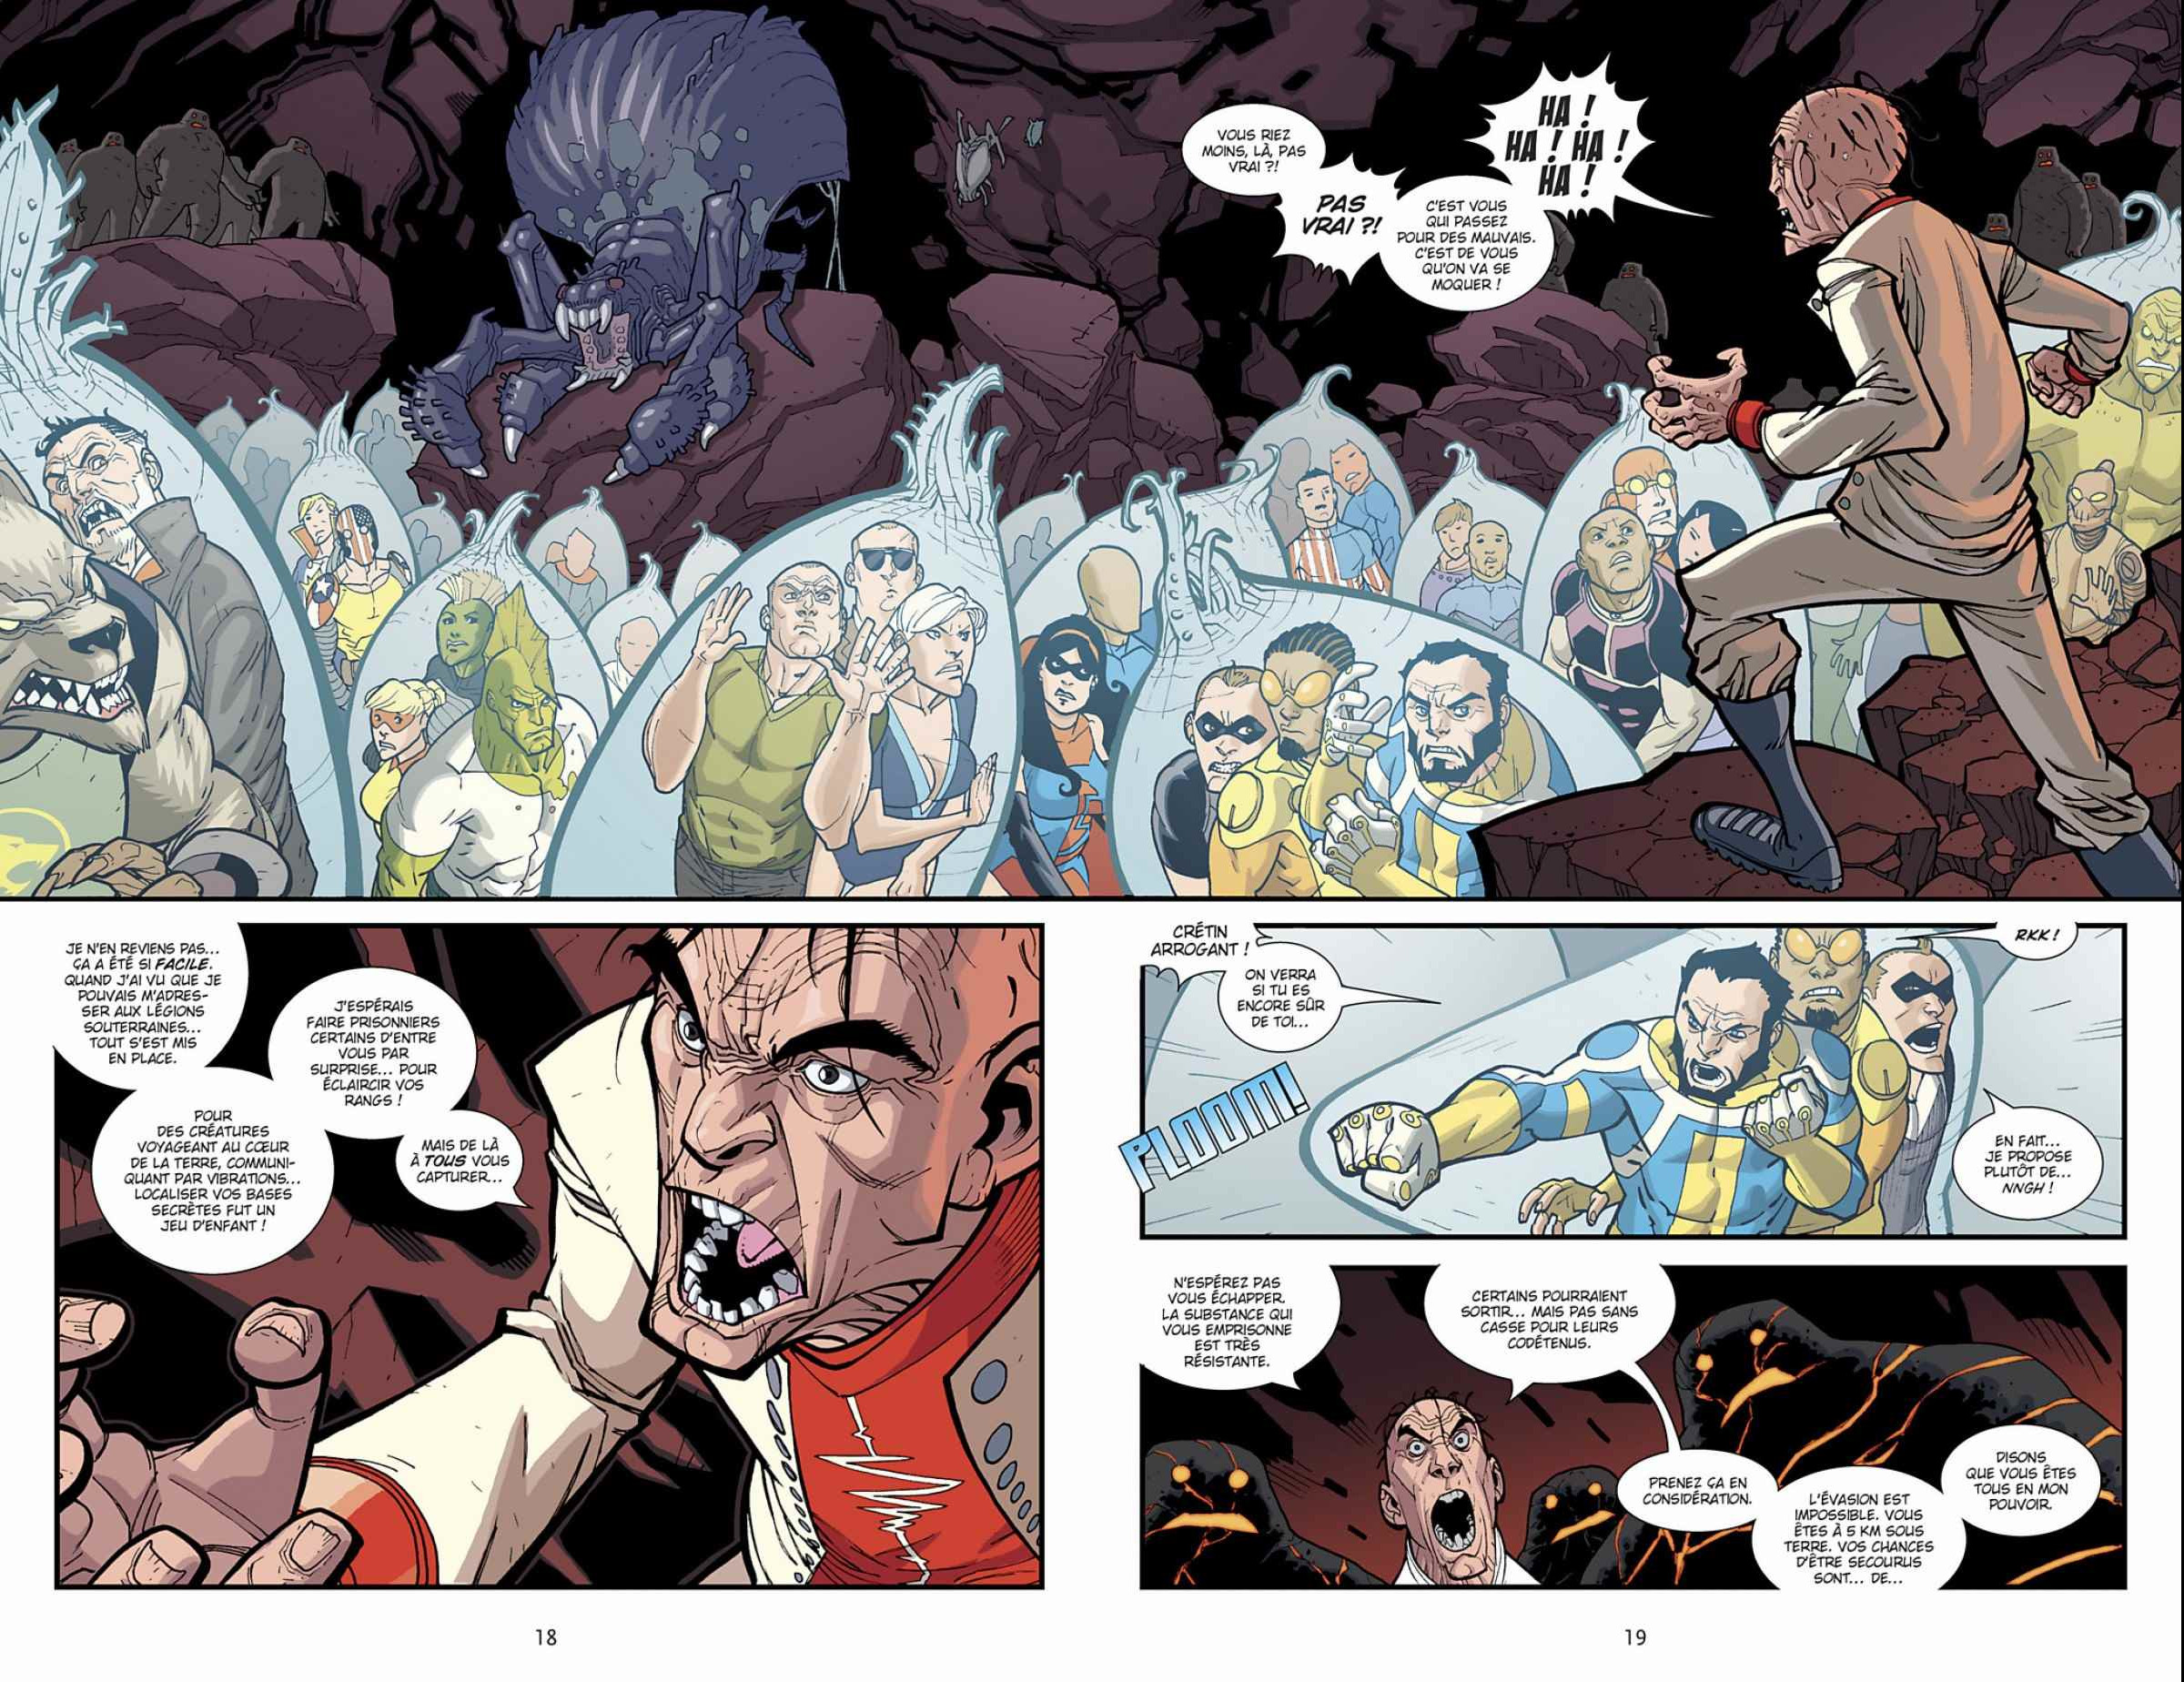 VOUS RIEZ
MOINS, LÀ, PAS
VRAI ?!
PAS
VRAI ?!
C'EST VOUS
QUI PASSEZ
POUR DES MAUVAIS.
C'EST DE VOUS
QU'ON VA SE
MOQUER !
HA !
HA ! HA !
HA !
JE N'EN REVIENS PAS...
ÇA A ÉTÉ SI FACILE.
QUAND J'AI VU QUE JE
POUVAIS M'ADRES-
SER AUX LÉGIONS
SOUTERRAINES...
TOUT S'EST MIS
EN PLACE.
POUR
DES CRÉATURES
VOYAGEANT AU CŒUR
DE LA TERRE, COMMUNI-
QUANT PAR VIBRATIONS...
LOCALISER VOS BASES
SECRÈTES FUT UN
JEU D'ENFANT !
J'ESPÉRAIS
FAIRE PRISONNIERS
CERTAINS D'ENTRE
VOUS PAR
SURPRISE... POUR
ÉCLAIRCIR VOS
RANGS !
MAIS DE LÀ
À TOUS VOUS
CAPTURER...
CRÉTIN
ARROGANT !
ON VERRA
SI TU ES
ENCORE SÛR
DE TOI...
PLOOM!
RKK !
EN FAIT...
JE PROPOSE
PLUTÔT DE...
NNGH !
N'ESPÉREZ PAS
VOUS ÉCHAPPER.
LA SUBSTANCE QUI
VOUS EMPRISONNE
EST TRÈS
RÉSISTANTE.
CERTAINS POURRAIENT
SORTIR... MAIS PAS SANS
CASSE POUR LEURS
CODÉTENUS.
PRENEZ ÇA EN
CONSIDÉRATION.
L'ÉVASION EST
IMPOSSIBLE. VOUS
ÊTES À 5 KM SOUS
TERRE. VOS CHANCES
D'ÊTRE SECOURUS
SONT... DE...
DISONS
QUE VOUS ÊTES
TOUS EN MON
POUVOIR.
18
19